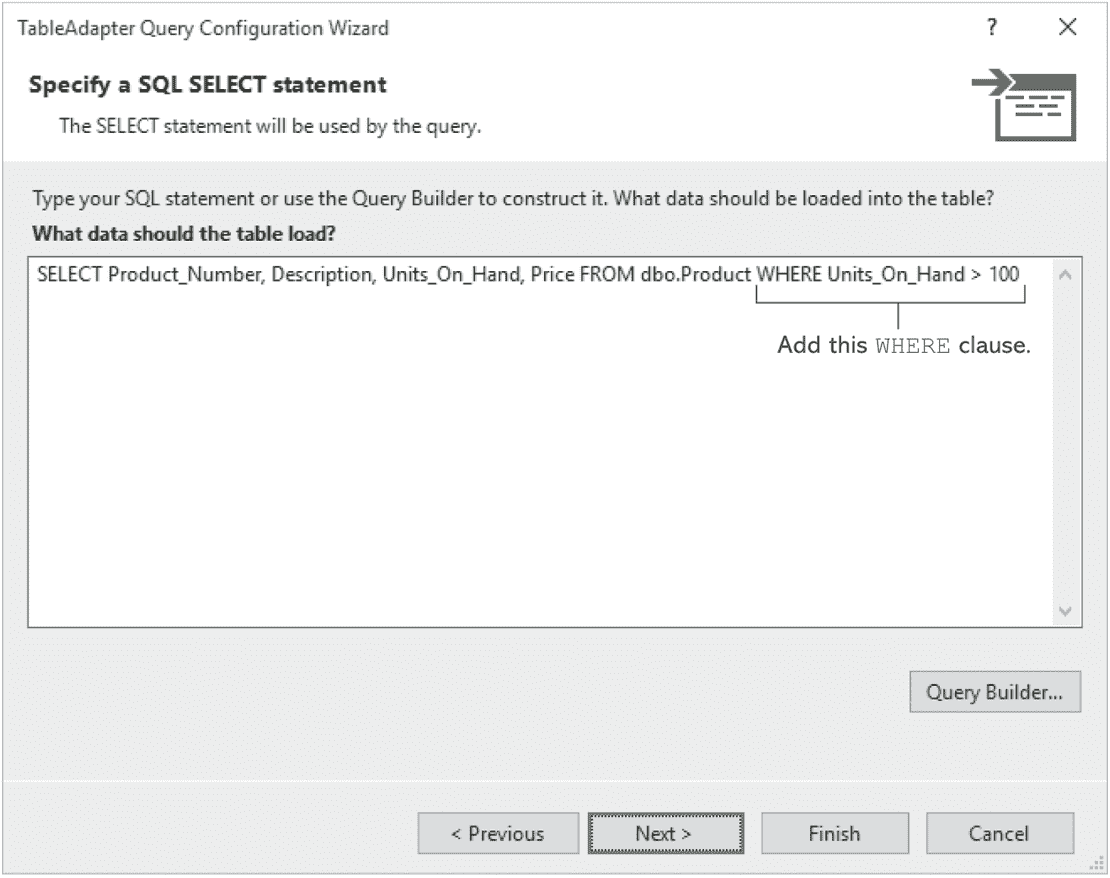 TableAdapter Query Configuration Wizard ?
Specify a SQL SELECT statement
The SELECT statement will be used by the query.
Type your SQL statement or use the Query Builder to construct it. What data should be loaded into the table?
What data should the table load?
SELECT Product_Number, Description, Units_On_Hand, Price FROM dbo.Product WHERE Units_On_Hand > 100
Add this WHERE clause.
Query Builder...
< Previous Next > Finish Cancel